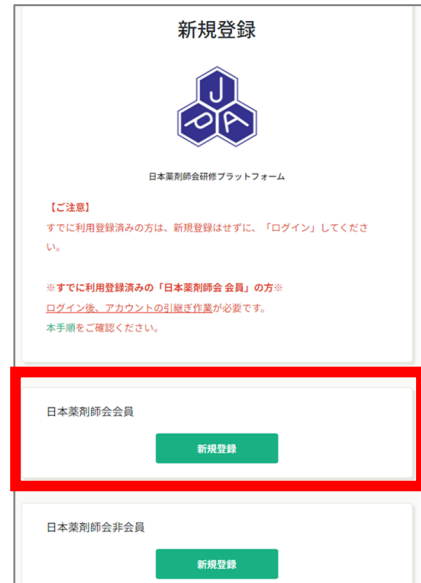 新規登録
J
P A
日本薬剤師会研修プラットフォーム
【ご注意】
すでに利用登録済みの方は、新規登録はせずに、「ログイン」してくださ
い。
※すでに利用登録済みの「日本薬剤師会 会員」の方※
ログイン後、アカウントの引継ぎ作業が必要です。
本手順をご確認ください。
日本薬剤師会会員
新規登録
日本薬剤師会非会員
新規登録